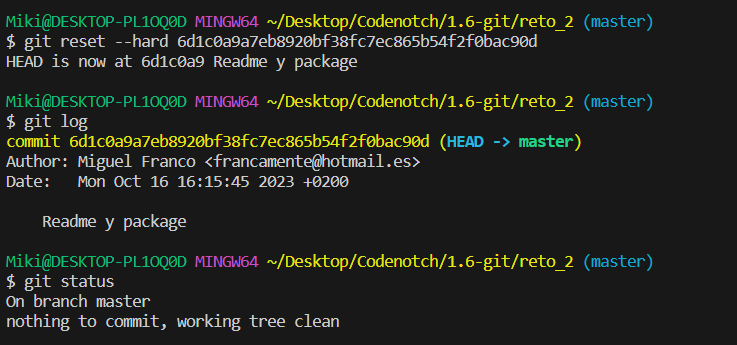 Miki@DESKTOP-PL1OQ0D MINGW64 ~/Desktop/Codenotch/1.6-git/reto_2 (master)
$ git reset --hard 6d1c0a9a7eb8920bf38fc7ec865b54f2f0bac90d
HEAD is now at 6d1c0a9 Readme y package
Miki@DESKTOP-PL1OQ0D MINGW64 ~/Desktop/Codenotch/1.6-git/reto_2 (master)
$ git log
commit 6d1c0a9a7eb8920bf38fc7ec865b54f2f0bac90d (HEAD -> master)
Author: Miguel Franco <francamente@hotmail.es>
Date:   Mon Oct 16 16:15:45 2023 +0200
    Readme y package
Miki@DESKTOP-PL1OQ0D MINGW64 ~/Desktop/Codenotch/1.6-git/reto_2 (master)
$ git status
On branch master
nothing to commit, working tree clean